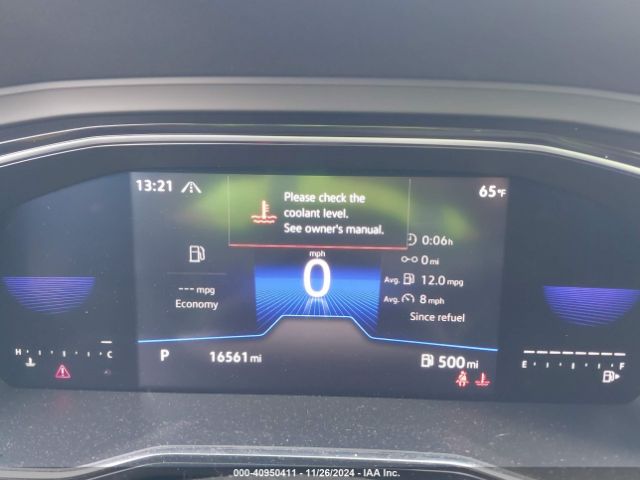 13:21
Please check the
coolant level.
See owner's manual.
65°F
0:06 h
0 mi
--- mpg
Economy
mph
0
Avg. 12.0 mpg
Avg. 8 mph
Since refuel
P
16561 mi
500 mi
H C
E F
000-40950411 - 11/26/2024 - IAA Inc.